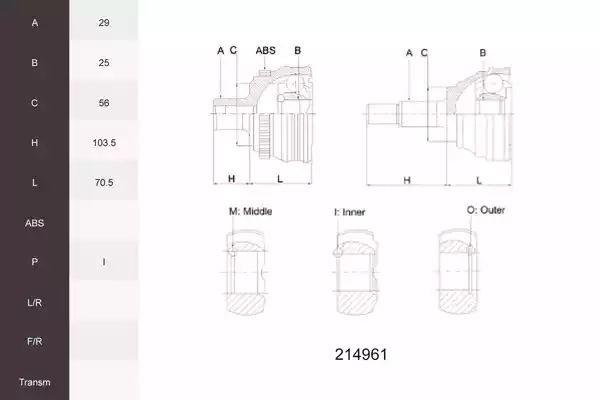 A 29
B 25
C 56
H 103.5
L 70.5
ABS
P I
L/R
F/R
Transm
A C ABS B
H L
A C B
H L
M: Middle
I: Inner
O: Outer
214961